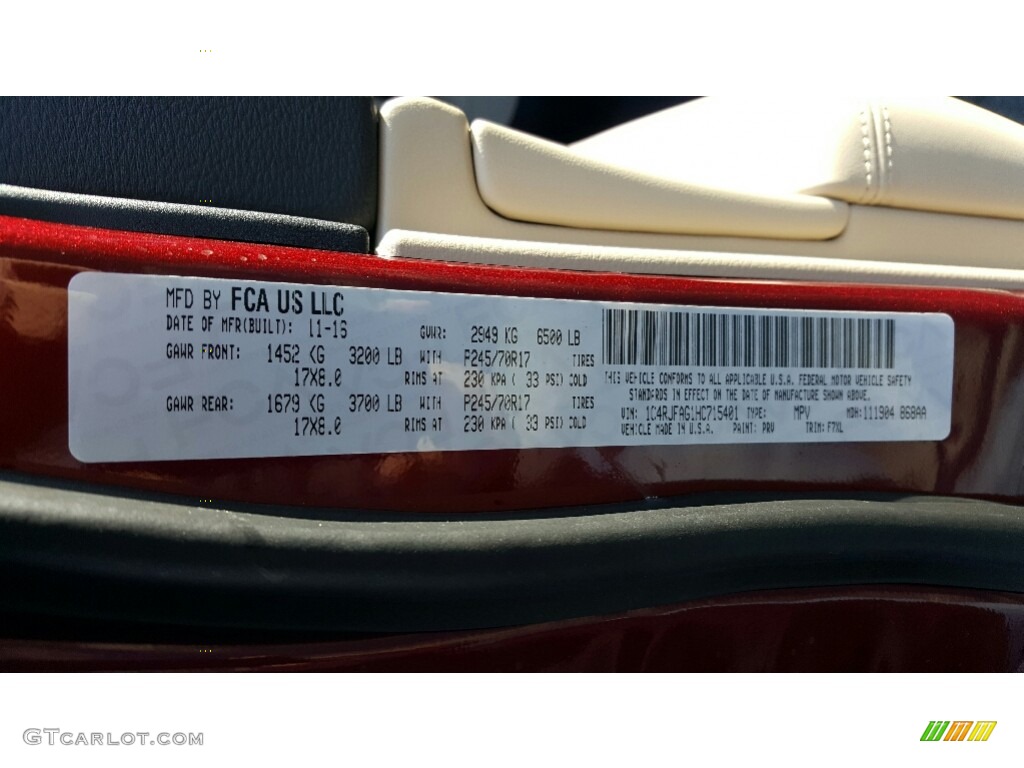 MFD BY FCA US LLC
DATE OF MFR(BUILT): 11-16 GVWR: 2949 KG 6500 LB
GAWR FRONT: 1452 KG 3200 LB WITH P245/70R17 TIRES
17X8.0 RIMS AT 230 KPA ( 33 PSI) COLD
GAWR REAR: 1679 KG 3700 LB WITH P245/70R17 TIRES
17X8.0 RIMS AT 230 KPA ( 33 PSI) COLD
THIS VEHICLE CONFORMS TO ALL APPLICABLE U.S.A. FEDERAL MOTOR VEHICLE SAFETY
STANDARDS IN EFFECT ON THE DATE OF MANUFACTURE SHOWN ABOVE.
VIN: 1C4RJFAG1HC715401 TYPE: MPV MDH: 111904 868AA
VEHICLE MADE IN U.S.A. PAINT: PRV TRIM: F7XL
GTCARLOT.COM